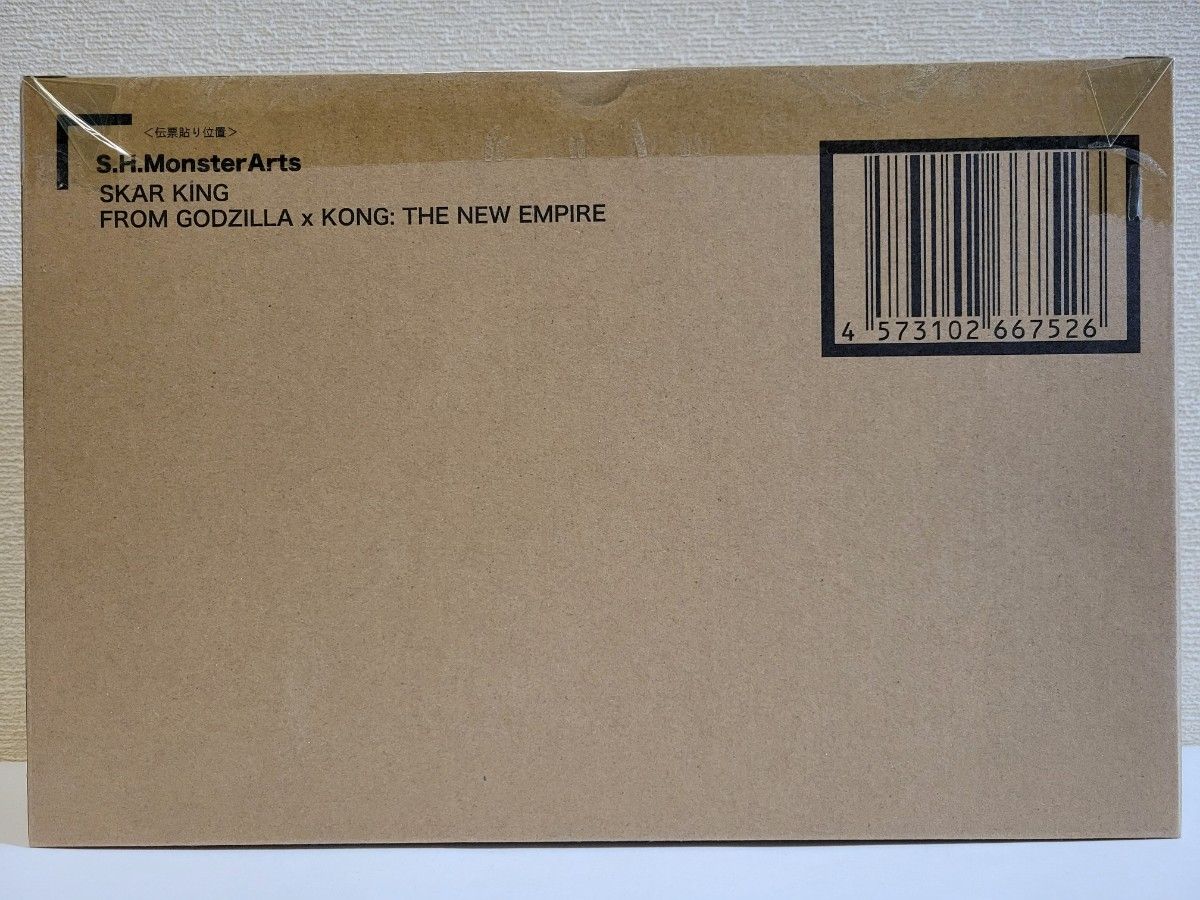 <伝票貼り位置>
S.H.MonsterArts
SKAR KING
FROM GODZILLA x KONG: THE NEW EMPIRE
4 573102 667526